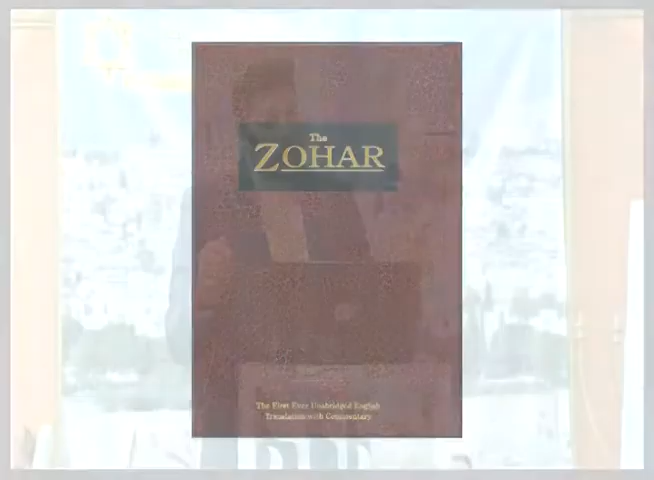 The
ZOHAR
The First Ever Unabridged English
Translation with Commentary